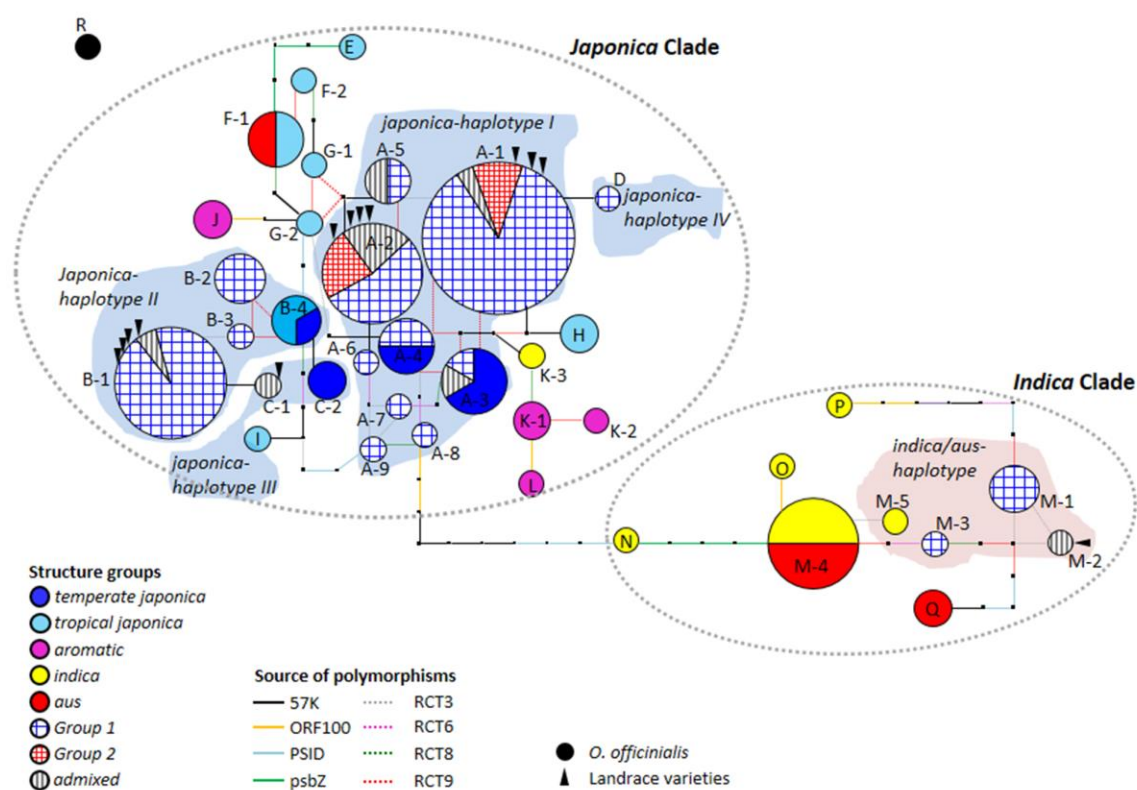 R
Japonica Clade
E
F-2
F-1
japonica-haplotype I
G-1
A-5
A-1
D
japonica-
haplotype IV
J
G-2
A-2
Japonica-
haplotype II
B-2
B-4
B-3
A-6
A-4
H
K-3
B-1
C-1
C-2
A-3
A-7
K-1
K-2
I
A-9
A-8
japonica-
haplotype III
L
Indica Clade
P
O
indica/aus-
haplotype
M-5
M-1
N
M-3
M-4
M-2
Q
Structure groups
temperate japonica
tropical japonica
aromatic
indica
aus
Group 1
Group 2
admixed
Source of polymorphisms
57K
ORF100
PSID
psbZ
RCT3
RCT6
RCT8
RCT9
O. officinialis
Landrace varieties